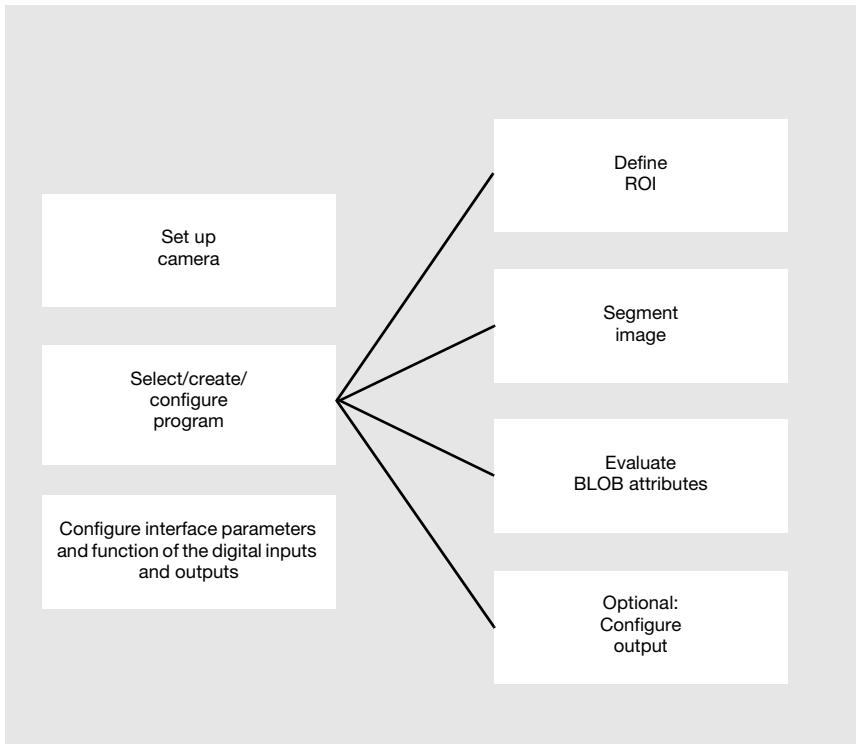 Set up
camera
Select/create/
configure
program
Configure interface parameters
and function of the digital inputs
and outputs
Define
ROI
Segment
image
Evaluate
BLOB attributes
Optional:
Configure
output